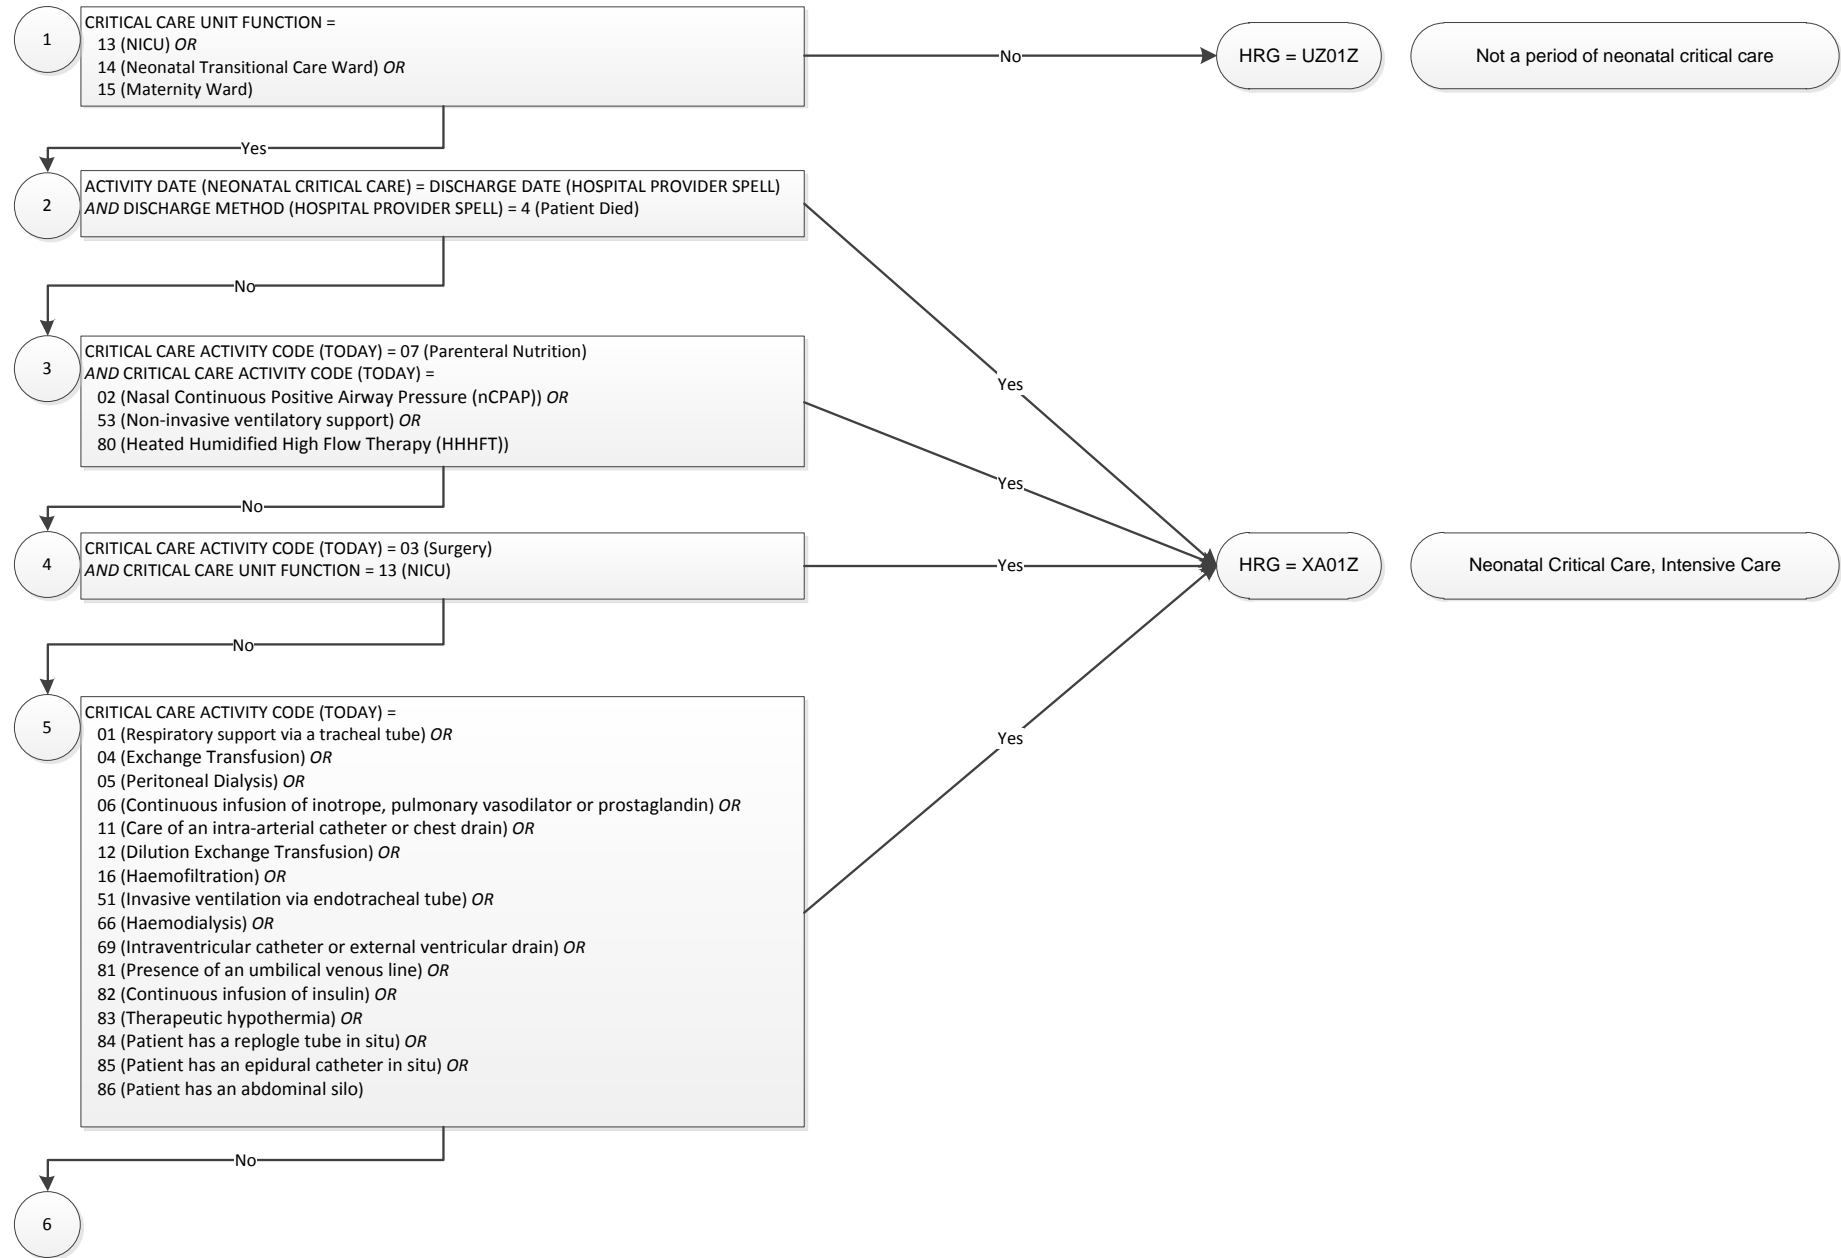 1
CRITICAL CARE UNIT FUNCTION =
13 (NICU) OR
14 (Neonatal Transitional Care Ward) OR
15 (Maternity Ward)
No
HRG = UZ01Z
Not a period of neonatal critical care
Yes
2
ACTIVITY DATE (NEONATAL CRITICAL CARE) = DISCHARGE DATE (HOSPITAL PROVIDER SPELL)
AND DISCHARGE METHOD (HOSPITAL PROVIDER SPELL) = 4 (Patient Died)
No
Yes
3
CRITICAL CARE ACTIVITY CODE (TODAY) = 07 (Parenteral Nutrition)
AND CRITICAL CARE ACTIVITY CODE (TODAY) =
02 (Nasal Continuous Positive Airway Pressure (nCPAP)) OR
53 (Non-invasive ventilatory support) OR
80 (Heated Humidified High Flow Therapy (HHHFT))
Yes
No
4
CRITICAL CARE ACTIVITY CODE (TODAY) = 03 (Surgery)
AND CRITICAL CARE UNIT FUNCTION = 13 (NICU)
Yes
HRG = XA01Z
Neonatal Critical Care, Intensive Care
No
5
CRITICAL CARE ACTIVITY CODE (TODAY) =
01 (Respiratory support via a tracheal tube) OR
04 (Exchange Transfusion) OR
05 (Peritoneal Dialysis) OR
06 (Continuous infusion of inotrope, pulmonary vasodilator or prostaglandin) OR
11 (Care of an intra-arterial catheter or chest drain) OR
12 (Dilution Exchange Transfusion) OR
16 (Haemofiltration) OR
51 (Invasive ventilation via endotracheal tube) OR
66 (Haemodialysis) OR
69 (Intraventricular catheter or external ventricular drain) OR
81 (Presence of an umbilical venous line) OR
82 (Continuous infusion of insulin) OR
83 (Therapeutic hypothermia) OR
84 (Patient has a replogle tube in situ) OR
85 (Patient has an epidural catheter in situ) OR
86 (Patient has an abdominal silo)
Yes
No
6